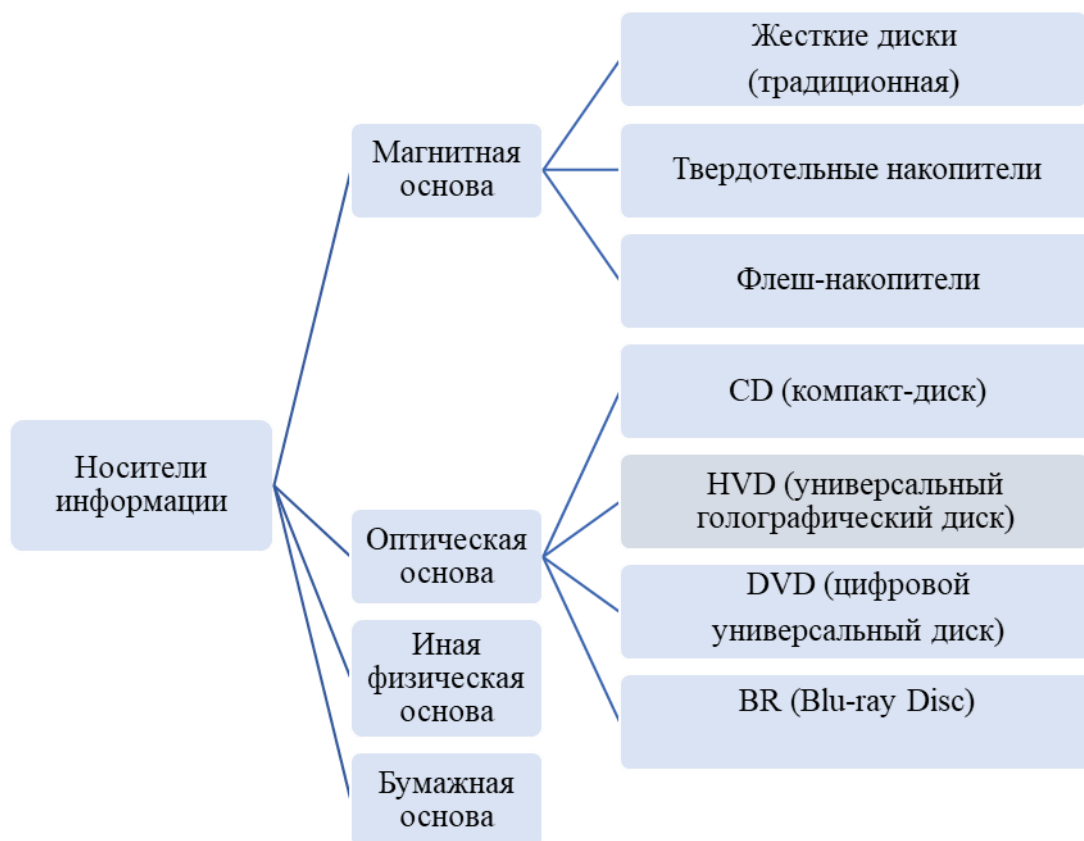 Жесткие диски
(традиционная)
Магнитная
основа
Твердотельные накопители
Флеш-накопители
CD (компакт-диск)
Носители
информации
HVD (универсальный
голографический диск)
Оптическая
основа
DVD (цифровой
универсальный диск)
Иная
физическая
основа
BR (Blu-ray Disc)
Бумажная
основа